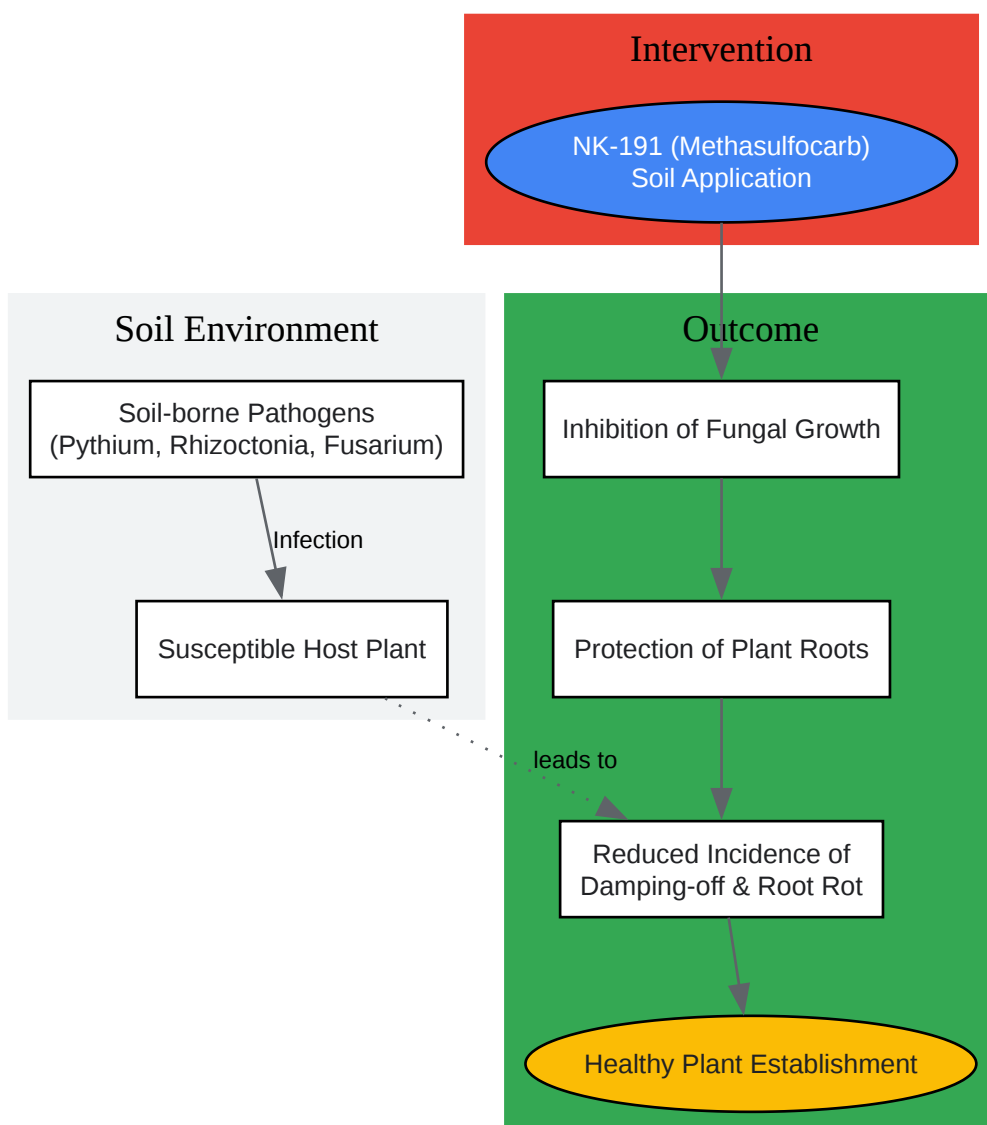 Intervention
NK-191 (Methasulfocarb)
Soil Application
Soil Environment
Soil-borne Pathogens
(Pythium, Rhizoctonia, Fusarium)
Infection
Susceptible Host Plant
Outcome
Inhibition of Fungal Growth
Protection of Plant Roots
leads to
Reduced Incidence of
Damping-off & Root Rot
Healthy Plant Establishment